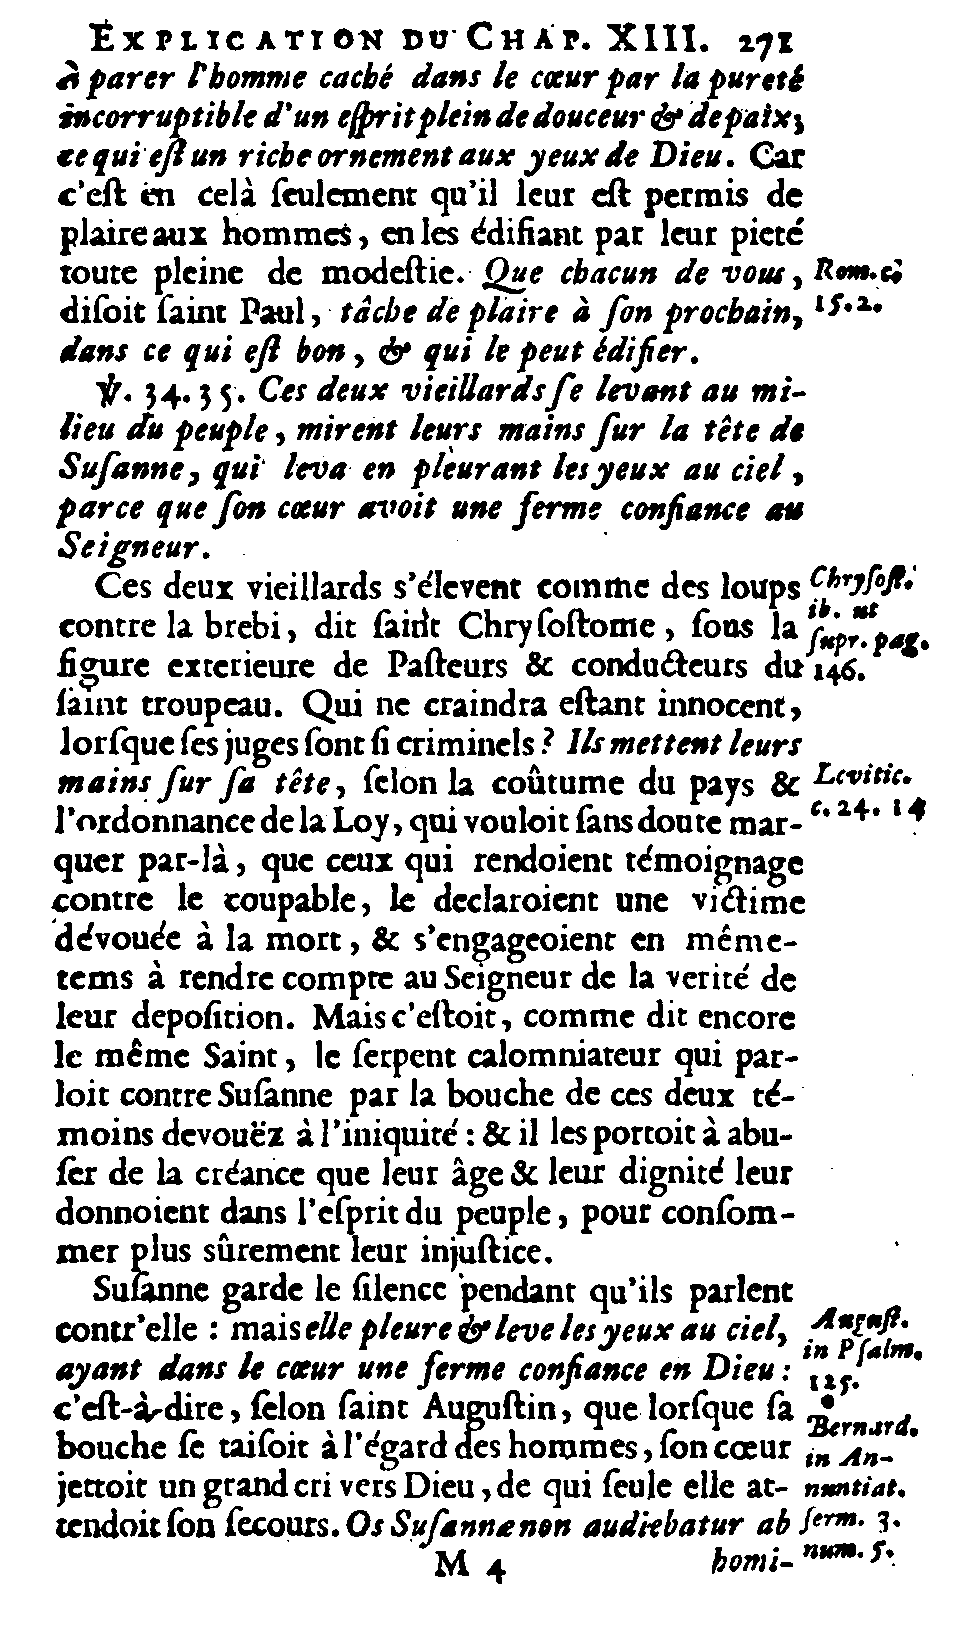 EXPLICATION DU CHAP. XIII. 271
à parer l'homme caché dans le cœur par la pureté
incorruptible d'un esprit plein de douceur & de paix;
ce qui eſt un riche ornement aux yeux de Dieu. Car
c'eſt en celà ſeulement qu'il leur eſt permis de
plaire aux hommes, en les édifiant par leur pieté
toute pleine de modeſtie. Que chacun de vous,
diſoit ſaint Paul, tâche de plaire à ſon prochain,
dans ce qui eſt bon, & qui le peut édifier.
Rom. c.
15. 2.
℣. 34. 35. Ces deux vieillards ſe levant au mi-
lieu du peuple, mirent leurs mains ſur la tête de
Suſanne, qui leva en pleurant les yeux au ciel,
parce que ſon cœur avoit une ferme confiance au
Seigneur.
Ces deux vieillards s'élevent comme des loups
contre la brebi, dit ſaint Chryſoſtome, ſous la
figure exterieure de Paſteurs & conducteurs du
ſaint troupeau. Qui ne craindra eſtant innocent,
lorſque ſes juges ſont ſi criminels? Ils mettent leurs
mains ſur ſa tête, ſelon la coûtume du pays &
l'ordonnance de la Loy, qui vouloit ſans doute mar-
quer par-là, que ceux qui rendoient témoignage
contre le coupable, le declaroient une victime
dévouée à la mort, & s'engageoient en même-
tems à rendre compte au Seigneur de la verité de
leur depoſition. Mais c'eſtoit, comme dit encore
le même Saint, le ſerpent calomniateur qui par-
loit contre Suſanne par la bouche de ces deux té-
moins devouëz à l'iniquité: & il les portoit à abu-
ſer de la créance que leur âge & leur dignité leur
donnoient dans l'eſprit du peuple, pour conſom-
mer plus sûrement leur injuſtice.
Chryſoſt.
ib. ut
ſupr. pag.
146.
Levitic.
c. 24. 14
Suſanne garde le ſilence pendant qu'ils parlent
contr'elle: mais elle pleure & leve les yeux au ciel,
ayant dans le cœur une ferme confiance en Dieu:
c'eſt-à-dire, ſelon ſaint Auguſtin, que lorſque ſa
bouche ſe taiſoit à l'égard des hommes, ſon cœur
jettoit un grand cri vers Dieu, de qui ſeule elle at-
tendoit ſon ſecours. Os Suſannæ non audiebatur ab
Auguſt.
in Pſalm.
125.
Bernard.
in An-
nuntiat.
ſerm. 3.
num. 5.
M 4 homi-